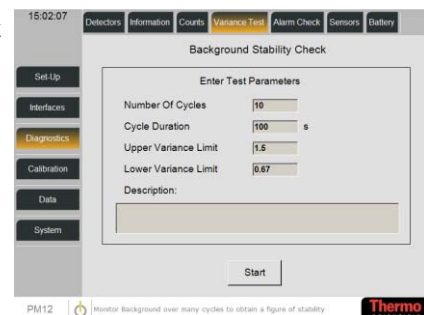 15:02:07
Detectors Information Counts Variance Test Alarm Check Sensors Battery
Background Stability Check
Set-Up
Interfaces
Diagnostics
Calibration
Data
System
Enter Test Parameters
Number Of Cycles 10
Cycle Duration 100 s
Upper Variance Limit 1.5
Lower Variance Limit 0.67
Description:
Start
PM12 Monitor Background over many cycles to obtain a figure of stability
Thermo